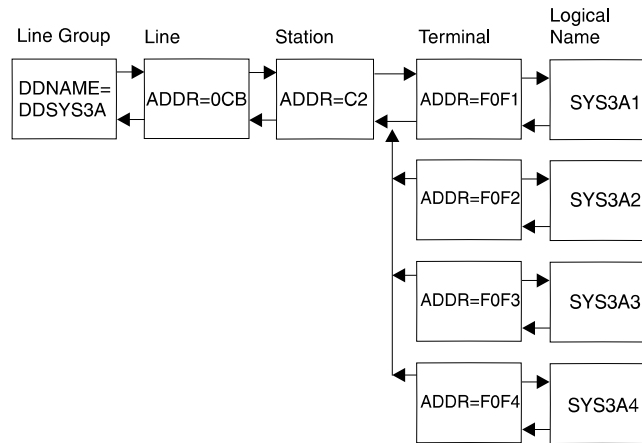 Line Group
Line
Station
Terminal
Logical
Name
DDNAME=
DDSYS3A
ADDR=0CB
ADDR=C2
ADDR=F0F1
SYS3A1
ADDR=F0F2
SYS3A2
ADDR=F0F3
SYS3A3
ADDR=F0F4
SYS3A4